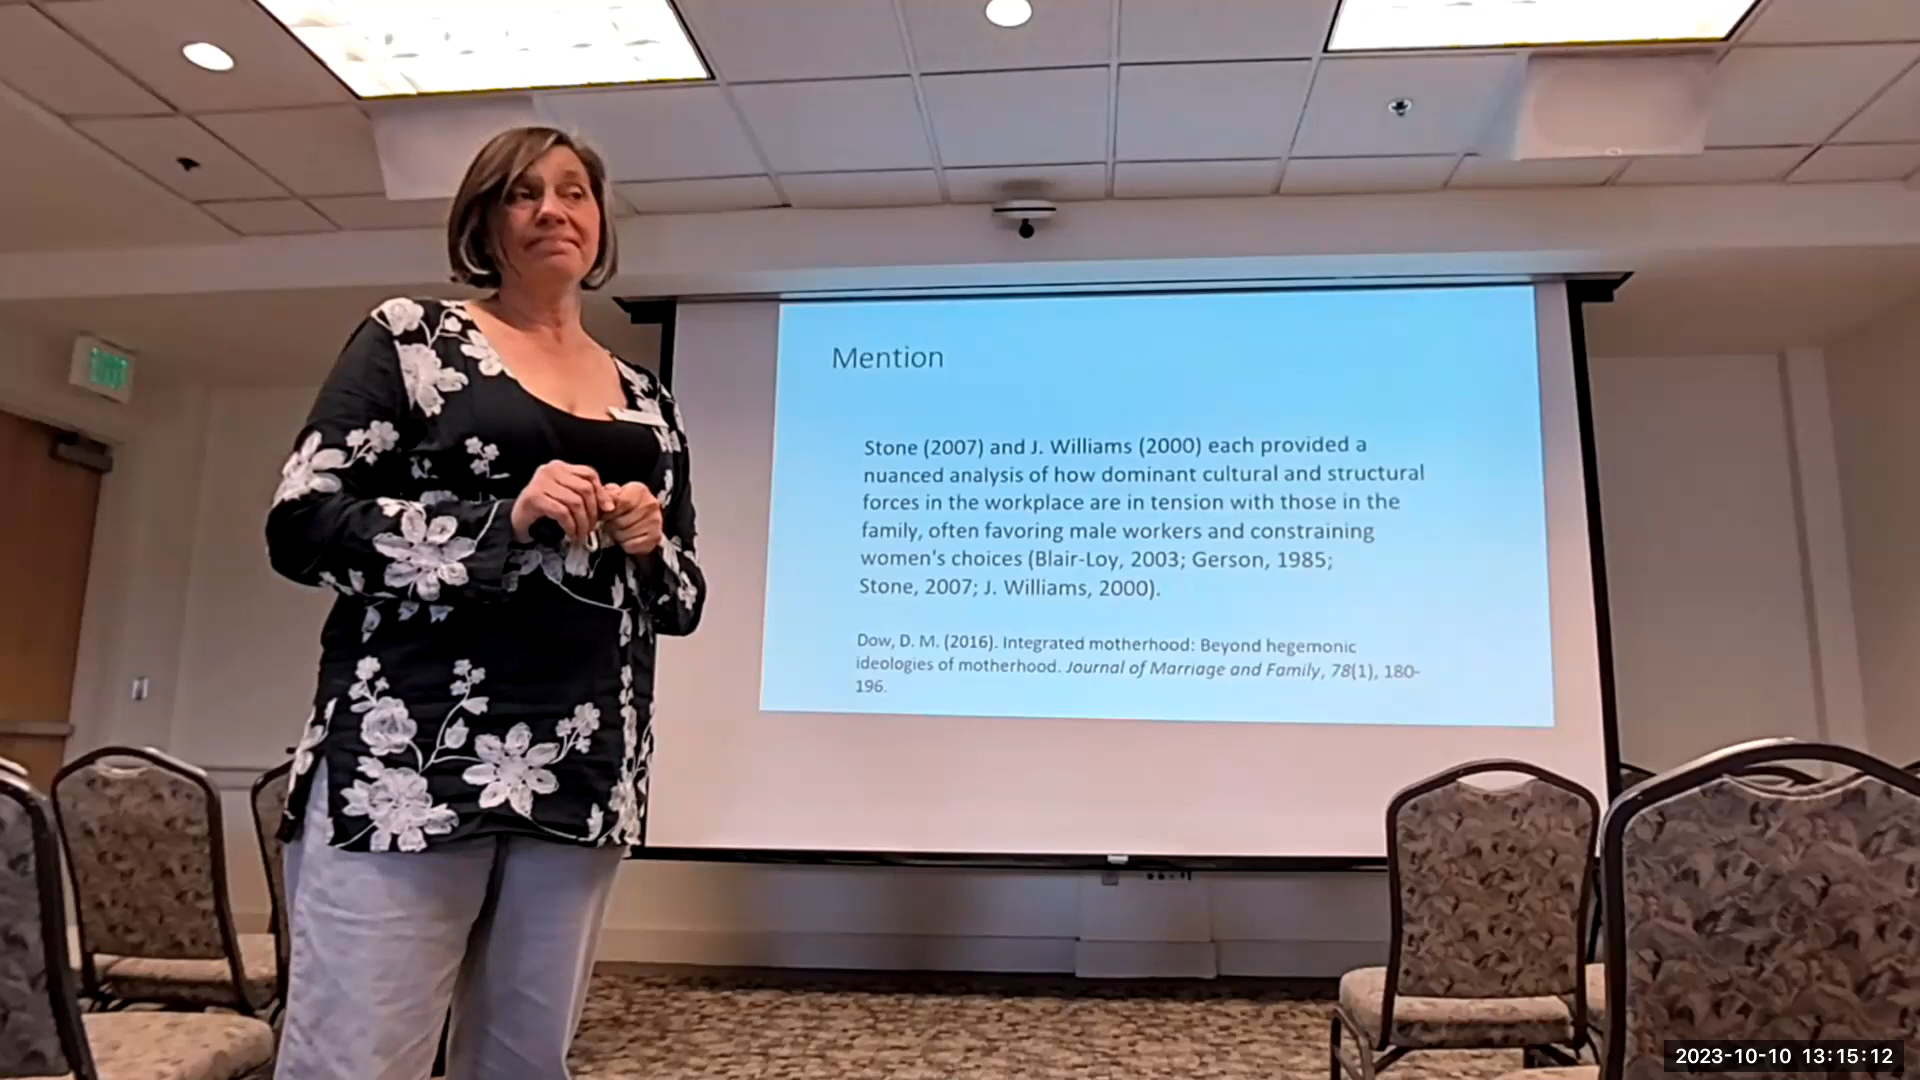 Mention
Stone (2007) and J. Williams (2000) each provided a
nuanced analysis of how dominant cultural and structural
forces in the workplace are in tension with those in the
family, often favoring male workers and constraining
women's choices (Blair-Loy, 2003; Gerson, 1985;
Stone, 2007; J. Williams, 2000).
Dow, D. M. (2016). Integrated motherhood: Beyond hegemonic
ideologies of motherhood. Journal of Marriage and Family, 78(1), 180-
196.
2023-10-10 13:15:12